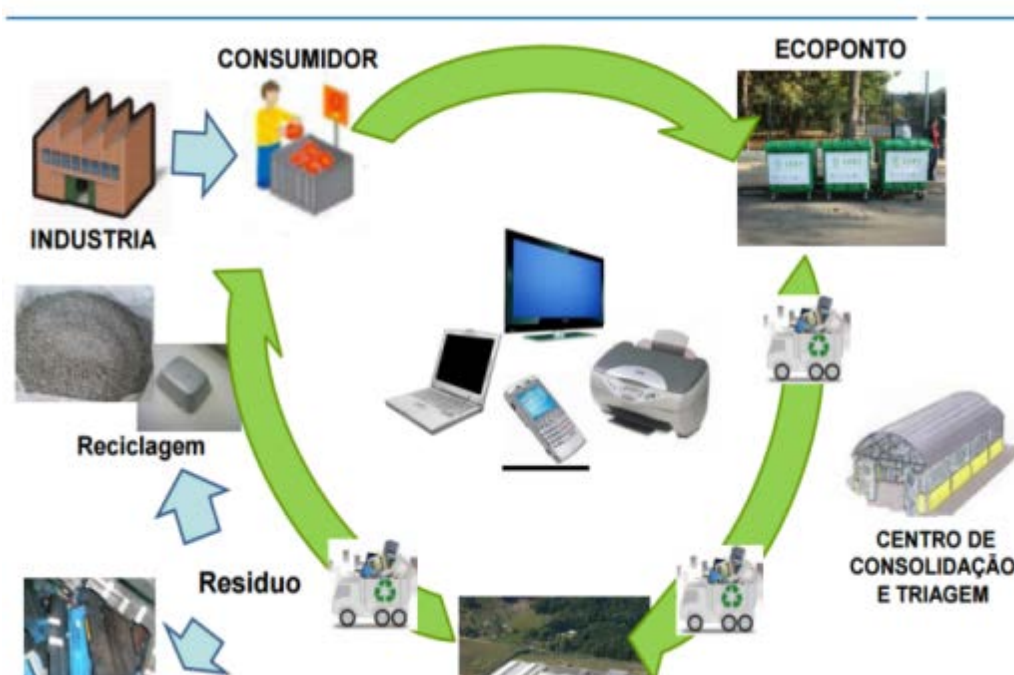 CONSUMIDOR
ECOPONTO
INDUSTRIA
Reciclagem
CENTRO DE
CONSOLIDAÇÃO
E TRIAGEM
Residuo